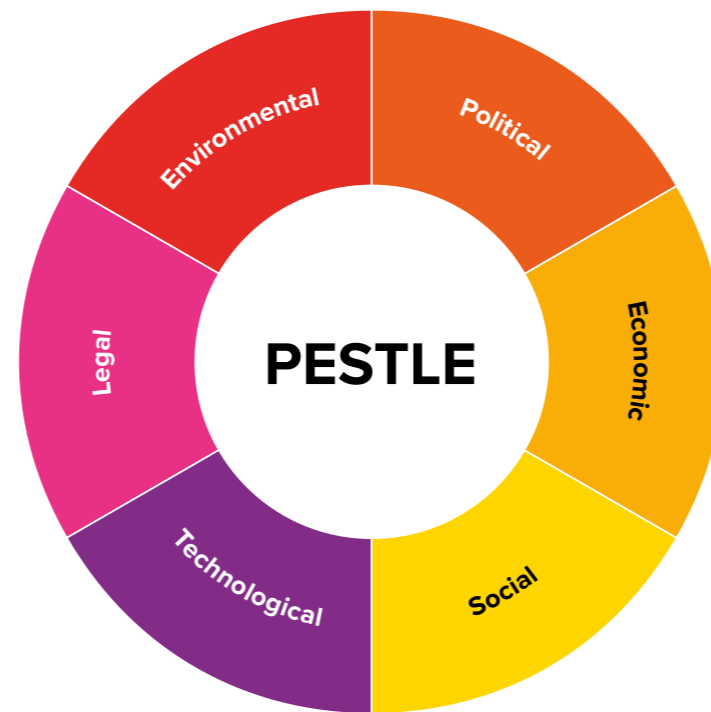 Political
Economic
Social
Technological
Legal
Environmental
PESTLE